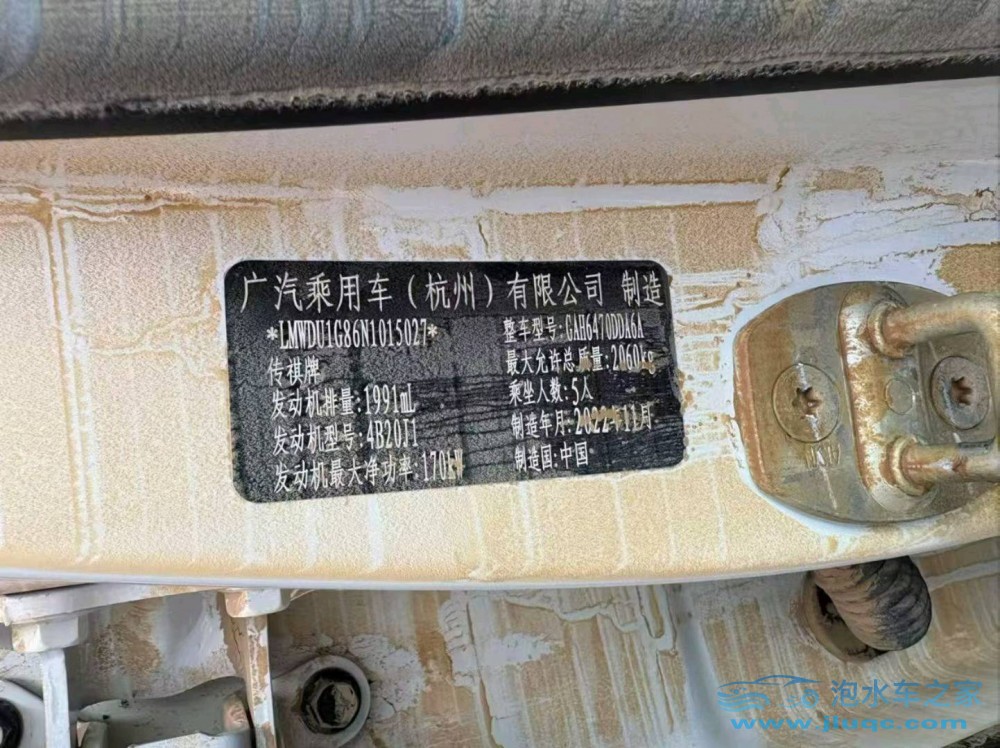 广汽乘用车(杭州)有限公司 制造
*LMWDU1G86N1015027*
整车型号:GAH6470DDA6A
传祺牌
最大允许总质量:2060kg
发动机排量:1991mL
乘坐人数:5人
发动机型号:4B20J1
制造年月:2022年11月
发动机最大净功率:170kW
制造国:中国
泡水车之家
www.jluqc.com